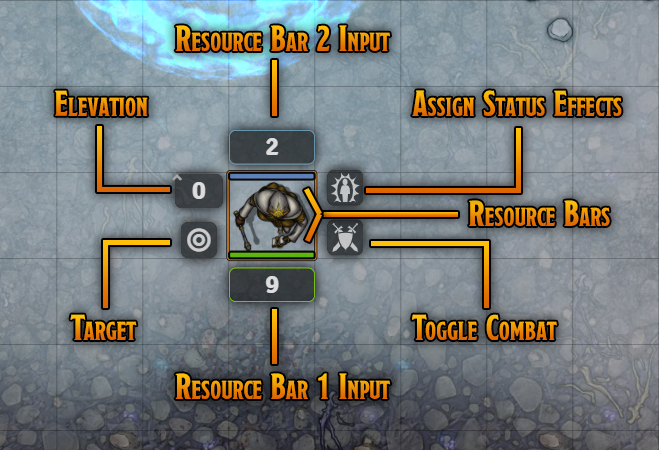 Resource Bar 2 Input
Elevation
Assign Status Effects
2
0
Resource Bars
9
Target
Toggle Combat
Resource Bar 1 Input